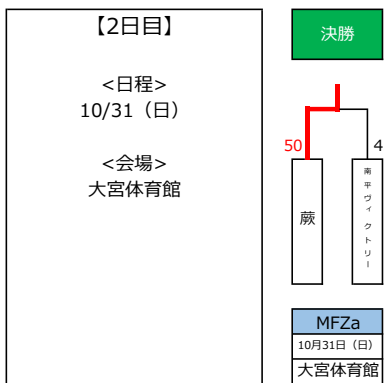 【2日目】
<日程>
10/31（日）
<会場>
大宮体育館
決勝
50
4
蕨
南平ヴィクトリー
MFZa
10月31日（日）
大宮体育館